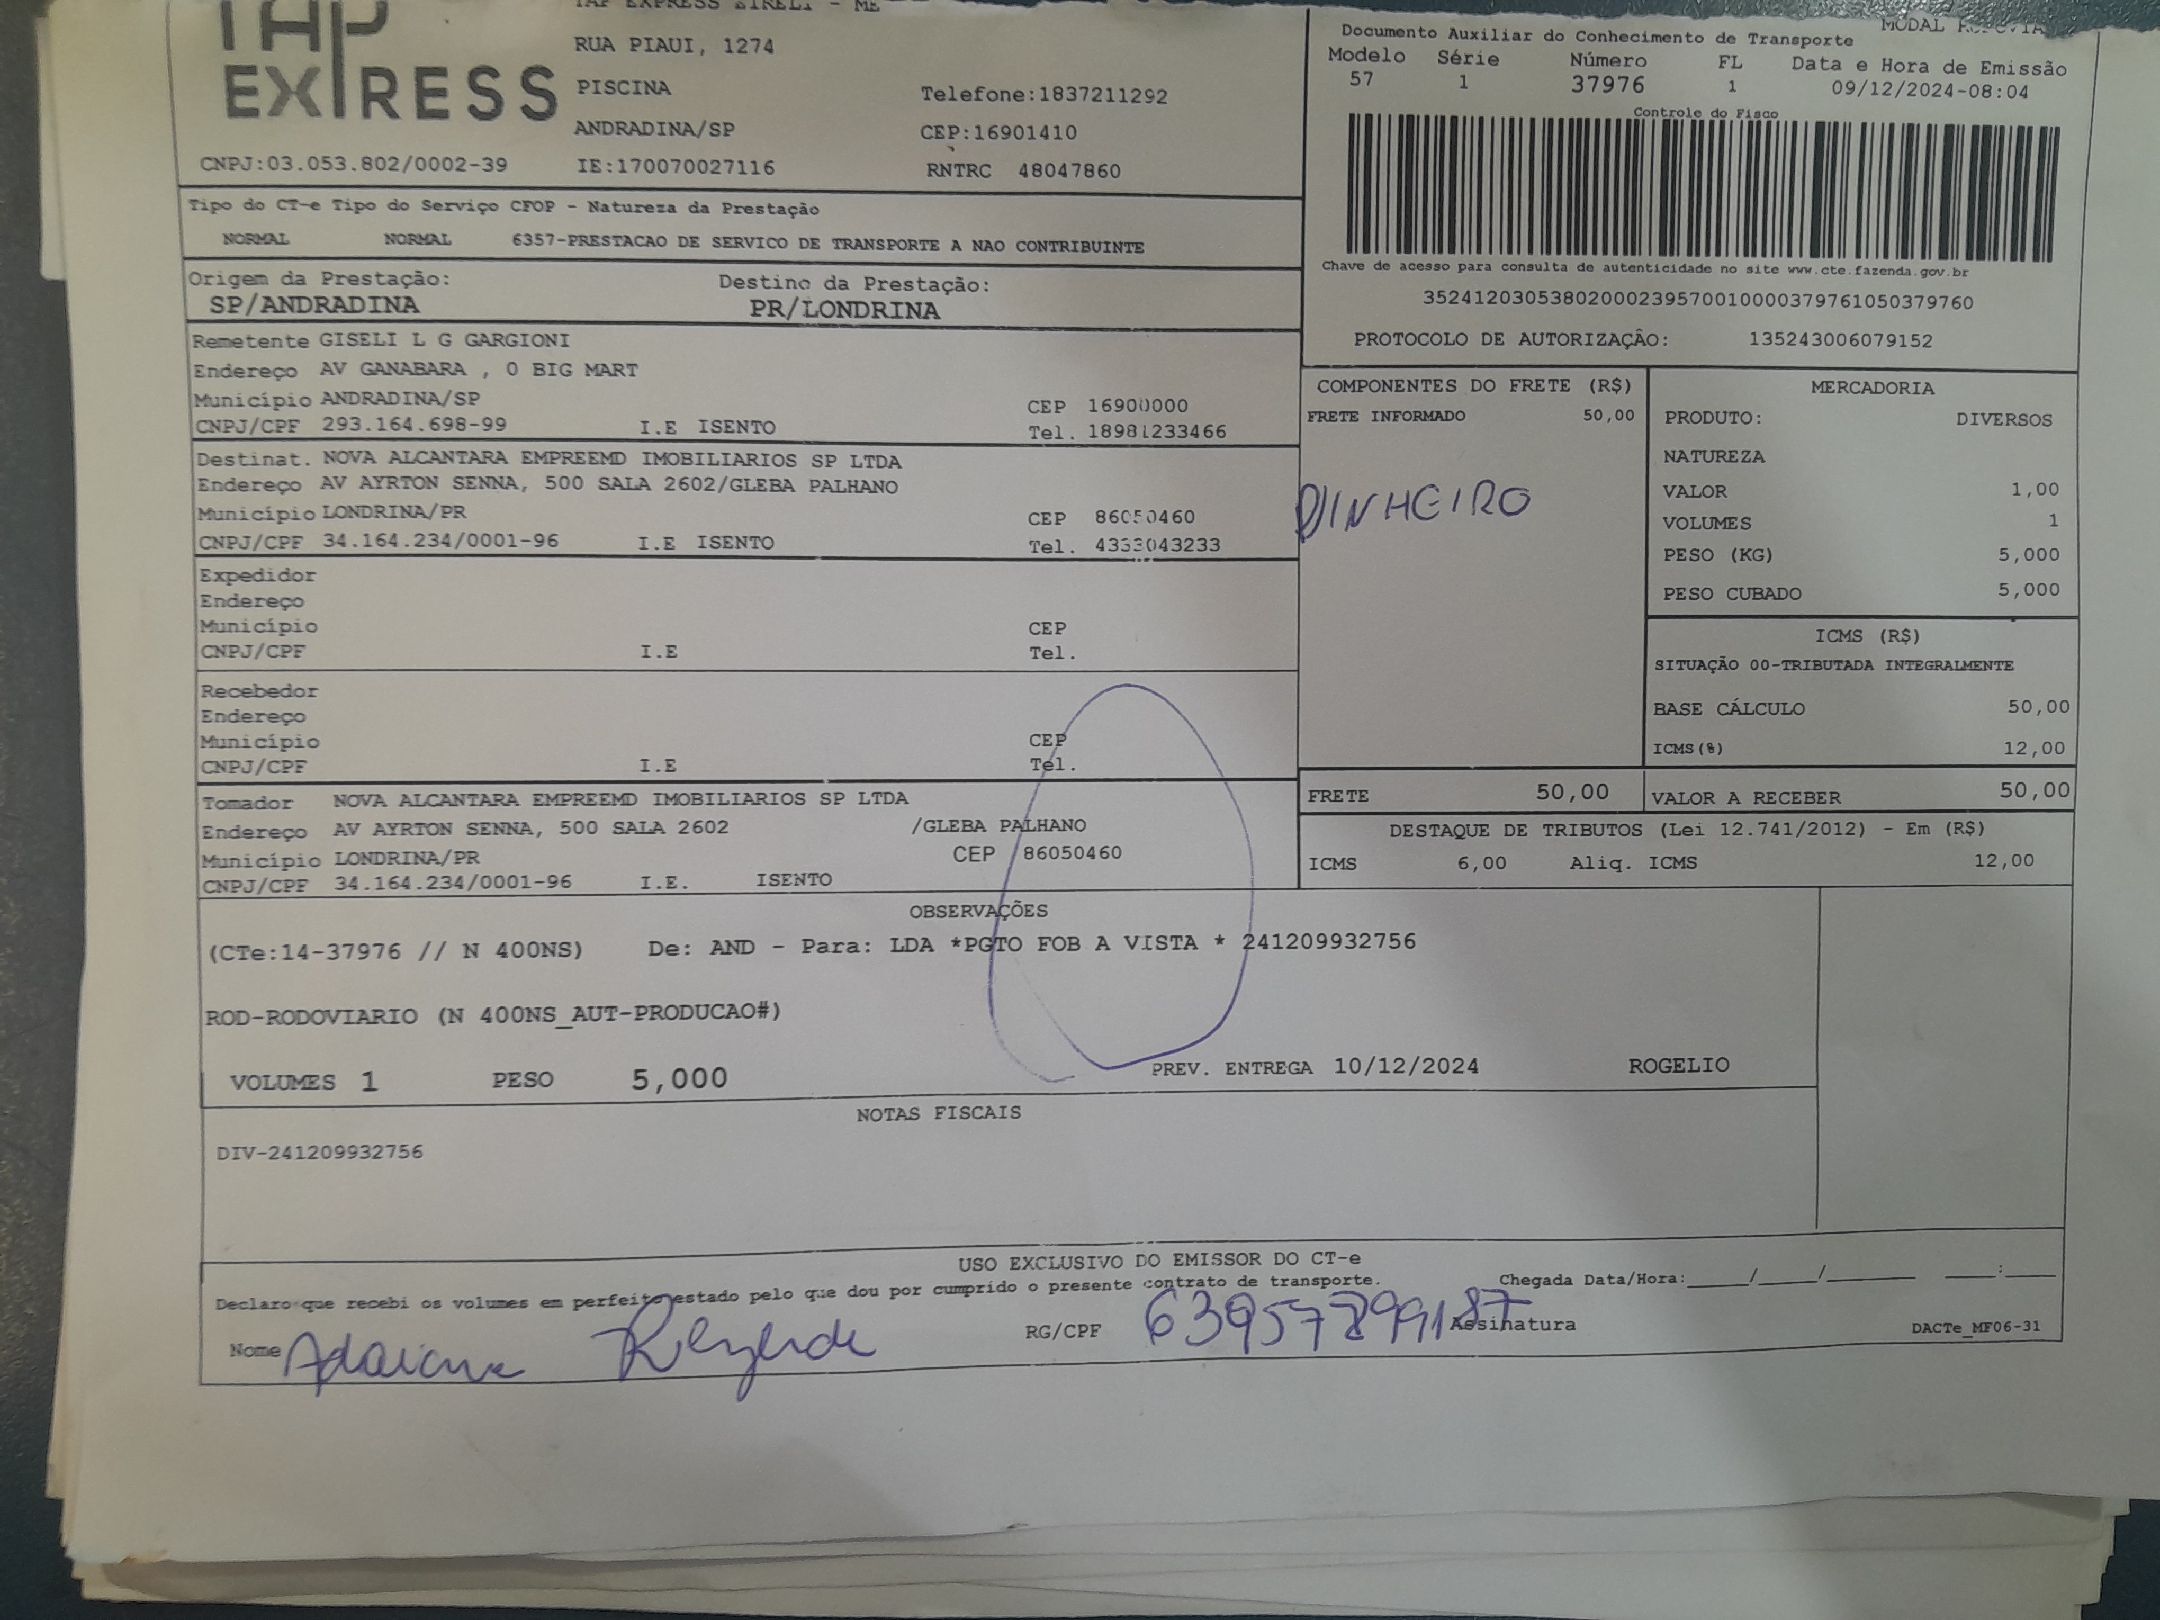 TAP EXPRESS EIRELI - ME
TAP
EXPRESS
RUA PIAUI, 1274
PISCINA
Telefone:1837211292
ANDRADINA/SP
CEP:16901410
CNPJ:03.053.802/0002-39
IE:170070027116
RNTRC 48047860
MODAL RODOVIA
Documento Auxiliar do Conhecimento de Transporte
Modelo Série Número FL Data e Hora de Emissão
57 1 37976 1 09/12/2024-08:04
Controle do Fisco
Chave de acesso para consulta de autenticidade no site www.cte.fazenda.gov.br
35241203053802000239570010000379761050379760
PROTOCOLO DE AUTORIZAÇÃO: 135243006079152
Tipo do CT-e Tipo do Serviço CFOP - Natureza da Prestação
NORMAL NORMAL 6357-PRESTACAO DE SERVICO DE TRANSPORTE A NAO CONTRIBUINTE
Origem da Prestação: Destino da Prestação:
SP/ANDRADINA PR/LONDRINA
Remetente GISELI L G GARGIONI
Endereço AV GANABARA , 0 BIG MART
Município ANDRADINA/SP CEP 16900000
CNPJ/CPF 293.164.698-99 I.E ISENTO Tel. 18981233466
Destinat. NOVA ALCANTARA EMPREEMD IMOBILIARIOS SP LTDA
Endereço AV AYRTON SENNA, 500 SALA 2602/GLEBA PALHANO
Município LONDRINA/PR CEP 86050460
CNPJ/CPF 34.164.234/0001-96 I.E ISENTO Tel. 4333043233
Expedidor
Endereço
Município CEP
CNPJ/CPF I.E Tel.
Recebedor
Endereço
Município CEP
CNPJ/CPF I.E Tel.
Tomador NOVA ALCANTARA EMPREEMD IMOBILIARIOS SP LTDA
Endereço AV AYRTON SENNA, 500 SALA 2602 /GLEBA PALHANO
Município LONDRINA/PR CEP 86050460
CNPJ/CPF 34.164.234/0001-96 I.E. ISENTO
COMPONENTES DO FRETE (R$)
FRETE INFORMADO 50,00
DINHEIRO
MERCADORIA
PRODUTO: DIVERSOS
NATUREZA
VALOR 1,00
VOLUMES 1
PESO (KG) 5,000
PESO CUBADO 5,000
ICMS (R$)
SITUAÇÃO 00-TRIBUTADA INTEGRALMENTE
BASE CÁLCULO 50,00
ICMS(%) 12,00
FRETE 50,00 VALOR A RECEBER 50,00
DESTAQUE DE TRIBUTOS (Lei 12.741/2012) - Em (R$)
ICMS 6,00 Aliq. ICMS 12,00
OBSERVAÇÕES
(CTe:14-37976 // N 400NS) De: AND - Para: LDA *PGTO FOB A VISTA * 241209932756
ROD-RODOVIARIO (N 400NS_AUT-PRODUCAO#)
VOLUMES 1 PESO 5,000 PREV. ENTREGA 10/12/2024 ROGELIO
NOTAS FISCAIS
DIV-241209932756
USO EXCLUSIVO DO EMISSOR DO CT-e
Declaro que recebi os volumes em perfeito estado pelo que dou por cumprido o presente contrato de transporte. Chegada Data/Hora:____/____/______ ____:____
Nome Adaiane Rezende RG/CPF 63957899187 Assinatura DACTe_MF06-31